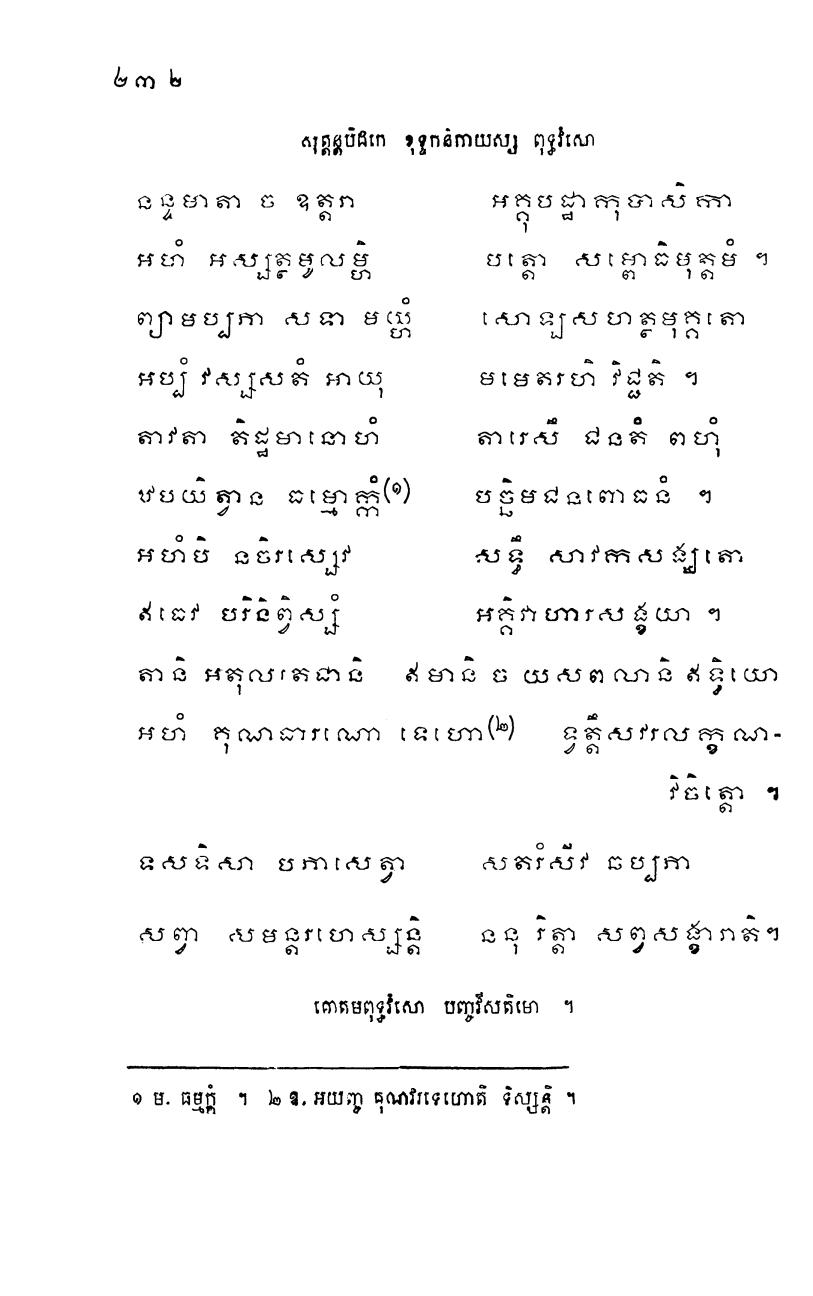 ២៣២
សុត្តន្តបិដកេ ខុទ្ទកនិកាយស្ស ពុទ្ធវំសោ
នន្ទមាតា ច ឧត្តរា អគ្គុបដ្ឋាកុបាសិកា
អហំ អស្សត្ថមូលម្ហិ បត្តោ សម្ពោធិមុត្តមំ ។
ព្យាមប្បភា សទា មយ្ហំ សោឡសហត្ថមុគ្គតោ
អប្បំ វស្សសតំ អាយុ មមេតរហិ វិជ្ជតិ ។
តាវតា តិដ្ឋមានោហំ តារេសឹ ជនតំ ពហុំ
ឋបយិត្វាន ធម្មោក្កំ(១) បច្ឆិមជនពោធនំ ។
អហំបិ នចិរស្សេវ សទ្ធឹ សាវកសង្ឃតោ
ឥធេវ បរិនិព្វិស្សំ អគ្គិវាហារសង្ខយា ។
តានិ អតុលតេជានិ ឥមានិ ច យសពលានិ ឥទ្ធិយោ
អហំ គុណធារណោ ទេហោ(២) ទ្វត្តឹសវរលក្ខណ-
វិចិត្តោ ។
ទសទិសា បភាសេត្វា សតរំសីវ ឆប្បភា
សព្វា សមន្តរហេស្សន្តិ ននុ រិត្តា សព្វសង្ខារាតិ។
គោតមពុទ្ធវំសោ បញ្ចវីសតិមោ ។
១ ម. ធម្មុក្កំ ។ ២ ឱ. អយញ្ច គុណវរទេហោតិ ទិស្សន្តិ ។